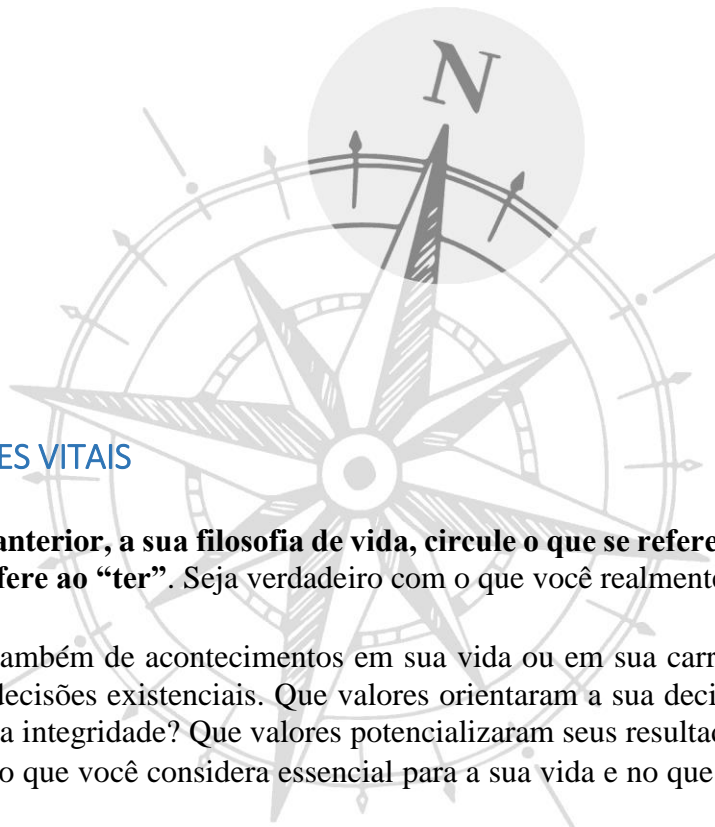 N
ES VITAIS
anterior, a sua filosofia de vida, circule o que se refere
fere ao “ter”. Seja verdadeiro com o que você realmente
também de acontecimentos em sua vida ou em sua carr
decisões existenciais. Que valores orientaram a sua deci
a integridade? Que valores potencializaram seus resultad
o que você considera essencial para a sua vida e no que